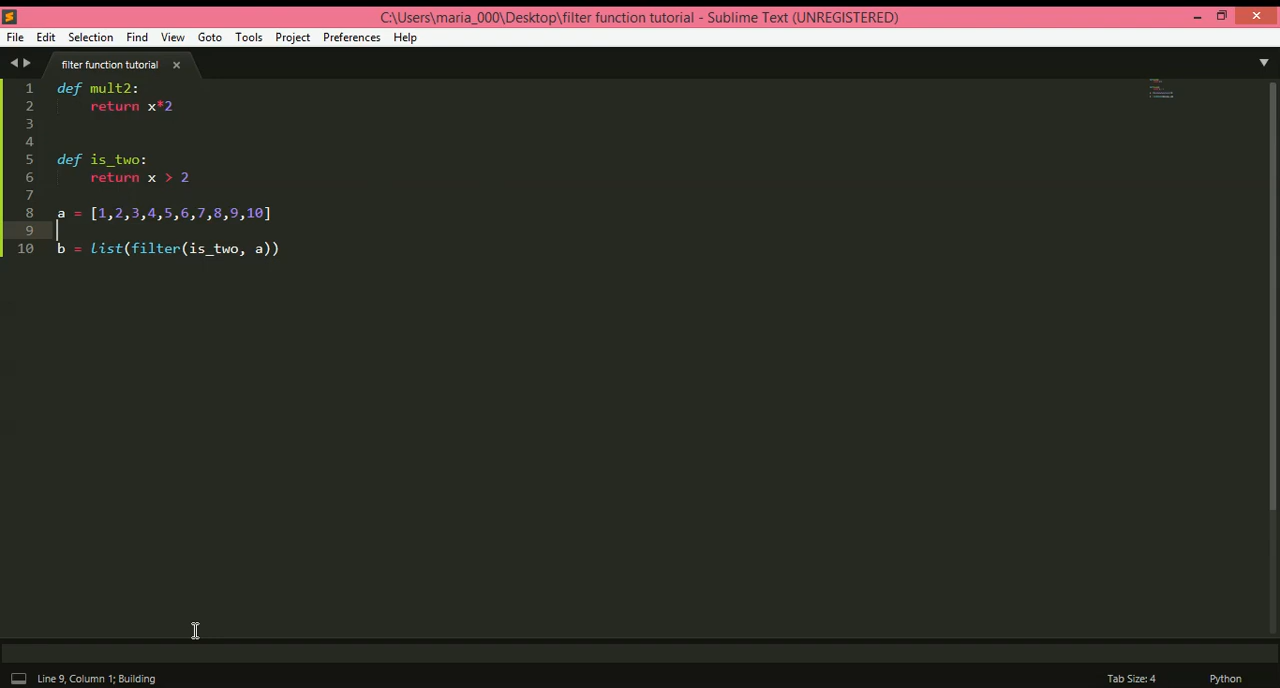 C:\Users\maria_000\Desktop\filter function tutorial - Sublime Text (UNREGISTERED)
File Edit Selection Find View Goto Tools Project Preferences Help
filter function tutorial
1 def mult2:
2     return x*2
3
4
5 def is_two:
6     return x > 2
7
8 a = [1,2,3,4,5,6,7,8,9,10]
9
10 b = list(filter(is_two, a))
Line 9, Column 1; Building Tab Size: 4 Python